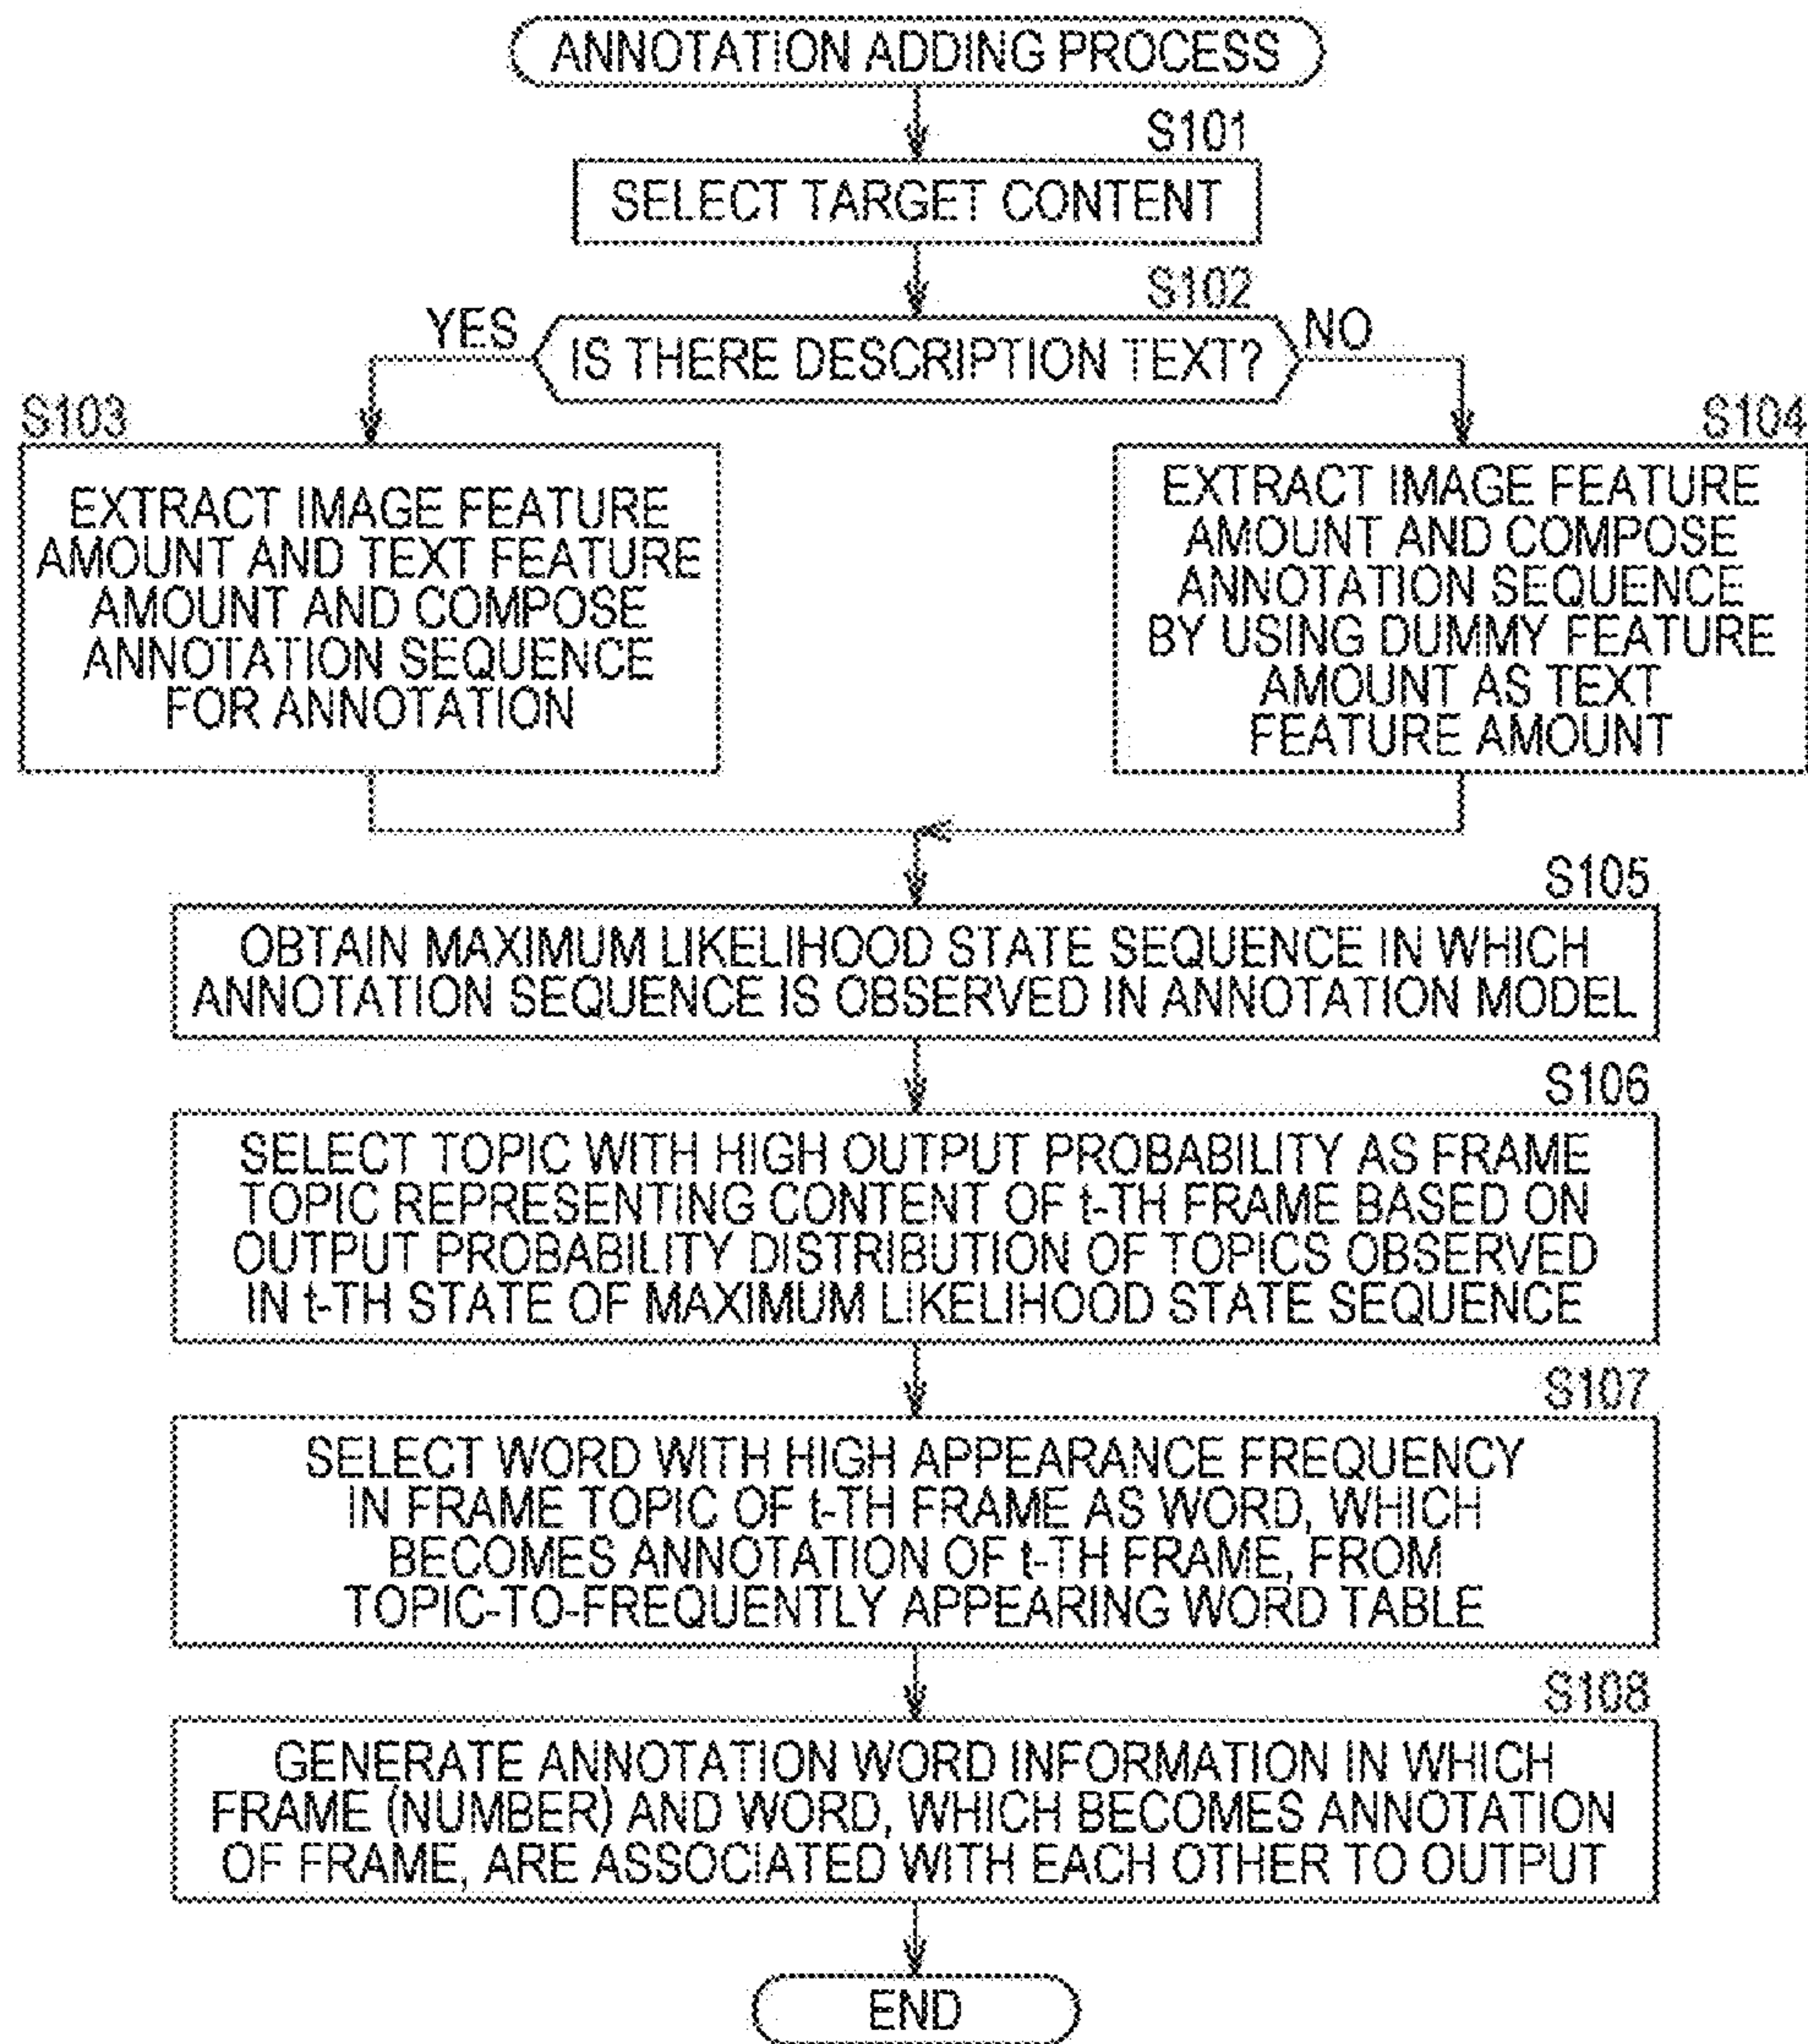 ANNOTATION ADDING PROCESS
S101
SELECT TARGET CONTENT
S102
YES
IS THERE DESCRIPTION TEXT?
NO
S103
EXTRACT IMAGE FEATURE
AMOUNT AND TEXT FEATURE
AMOUNT AND COMPOSE
ANNOTATION SEQUENCE
FOR ANNOTATION
S104
EXTRACT IMAGE FEATURE
AMOUNT AND COMPOSE
ANNOTATION SEQUENCE
BY USING DUMMY FEATURE
AMOUNT AS TEXT
FEATURE AMOUNT
S105
OBTAIN MAXIMUM LIKELIHOOD STATE SEQUENCE IN WHICH
ANNOTATION SEQUENCE IS OBSERVED IN ANNOTATION MODEL
S106
SELECT TOPIC WITH HIGH OUTPUT PROBABILITY AS FRAME
TOPIC REPRESENTING CONTENT OF t-TH FRAME BASED ON
OUTPUT PROBABILITY DISTRIBUTION OF TOPICS OBSERVED
IN t-TH STATE OF MAXIMUM LIKELIHOOD STATE SEQUENCE
S107
SELECT WORD WITH HIGH APPEARANCE FREQUENCY
IN FRAME TOPIC OF t-TH FRAME AS WORD, WHICH
BECOMES ANNOTATION OF t-TH FRAME, FROM
TOPIC-TO-FREQUENTLY APPEARING WORD TABLE
S108
GENERATE ANNOTATION WORD INFORMATION IN WHICH
FRAME (NUMBER) AND WORD, WHICH BECOMES ANNOTATION
OF FRAME, ARE ASSOCIATED WITH EACH OTHER TO OUTPUT
END